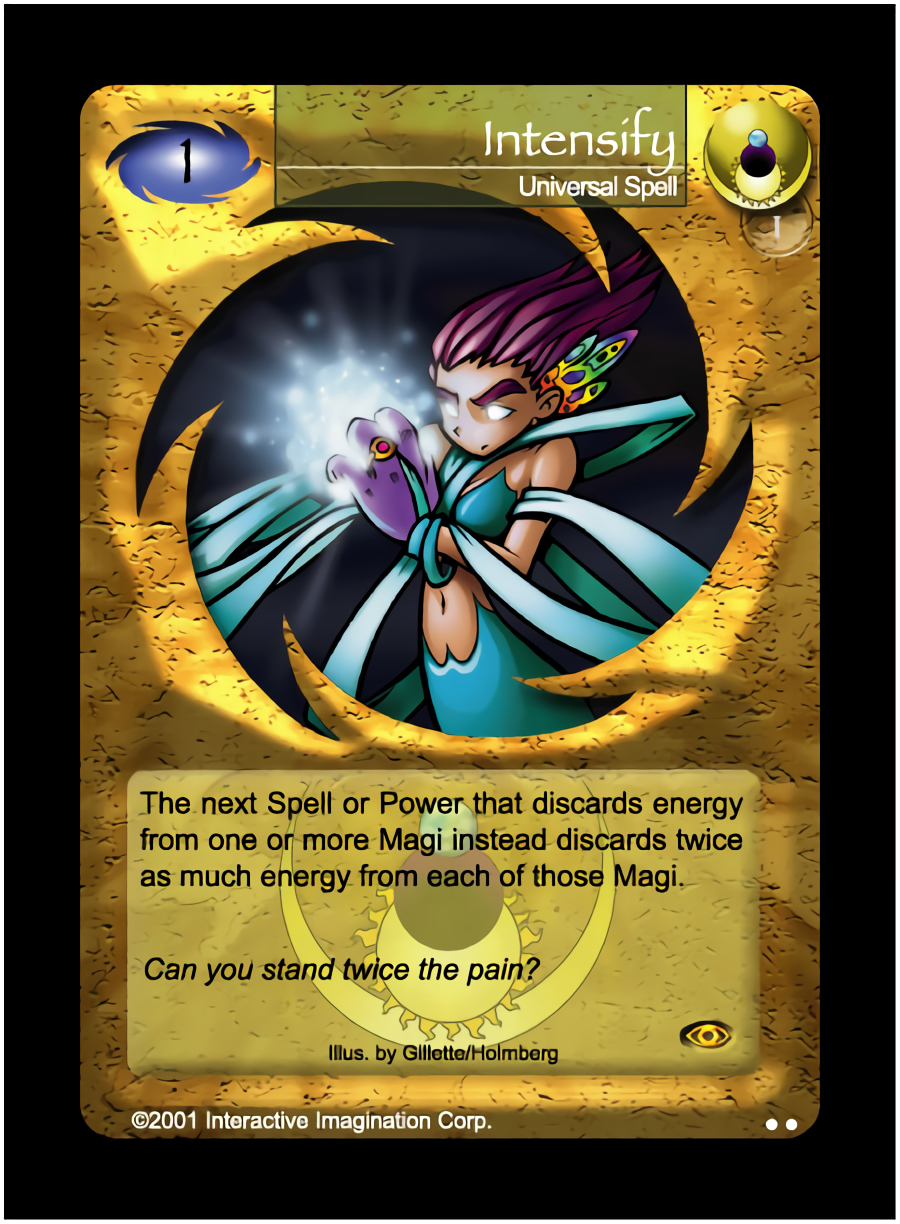 1
Intensify
Universal Spell
I
The next Spell or Power that discards energy
from one or more Magi instead discards twice
as much energy from each of those Magi.
Can you stand twice the pain?
Illus. by Gillette/Holmberg
©2001 Interactive Imagination Corp.